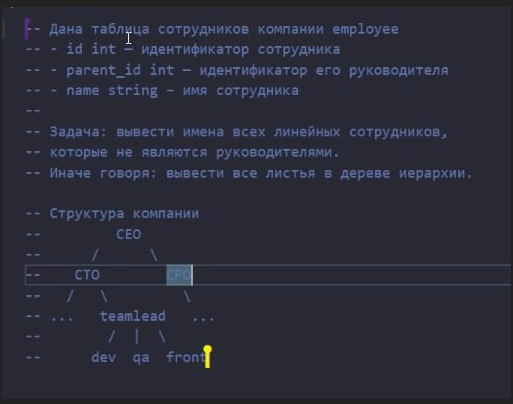 -- Дана таблица сотрудников компании employee
-- - id int — идентификатор сотрудника
-- - parent_id int — идентификатор его руководителя
-- - name string – имя сотрудника
--
-- Задача: вывести имена всех линейных сотрудников,
-- которые не являются руководителями.
-- Иначе говоря: вывести все листья в дереве иерархии.
-- Структура компании
--         CEO
--      /      \
--    CTO        CPO
--   /   \         \
-- ...   teamlead   ...
--        /  |  \
--      dev  qa  front